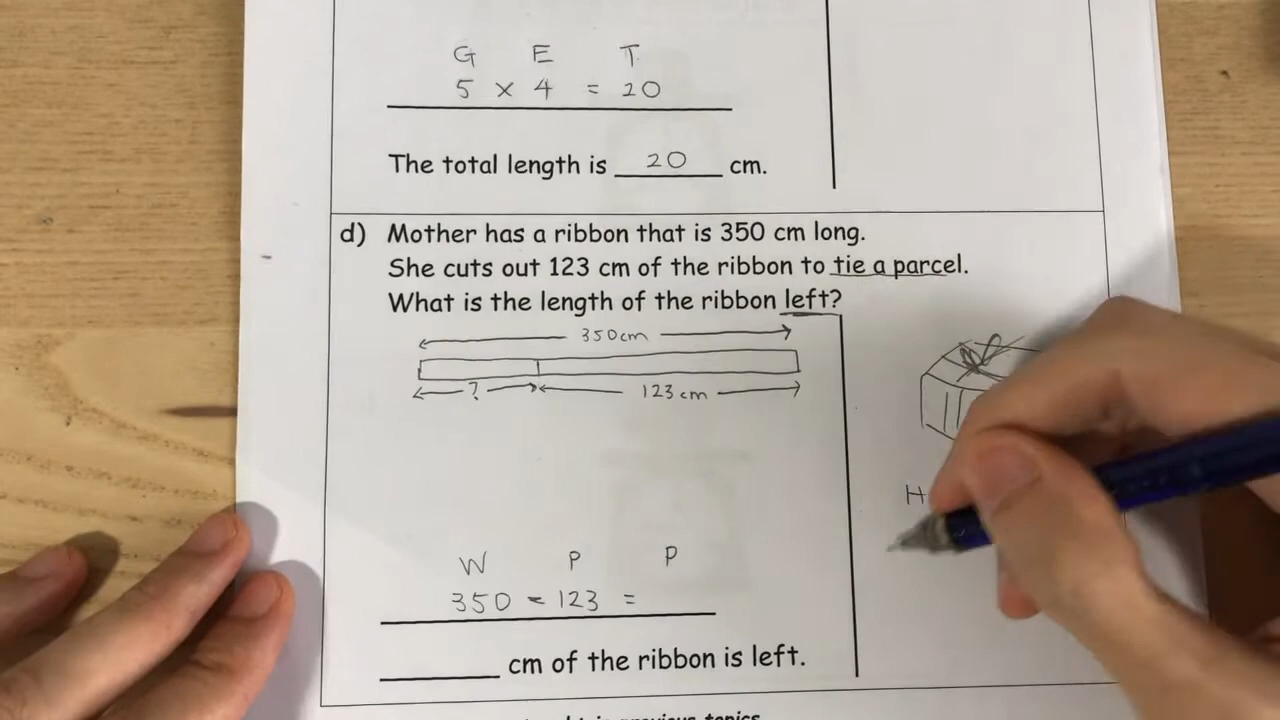 G E T
5 × 4 = 20
The total length is 20 cm.
d) Mother has a ribbon that is 350 cm long.
She cuts out 123 cm of the ribbon to tie a parcel.
What is the length of the ribbon left?
350cm
? 123 cm
H
W P P
350 - 123 =
cm of the ribbon is left.